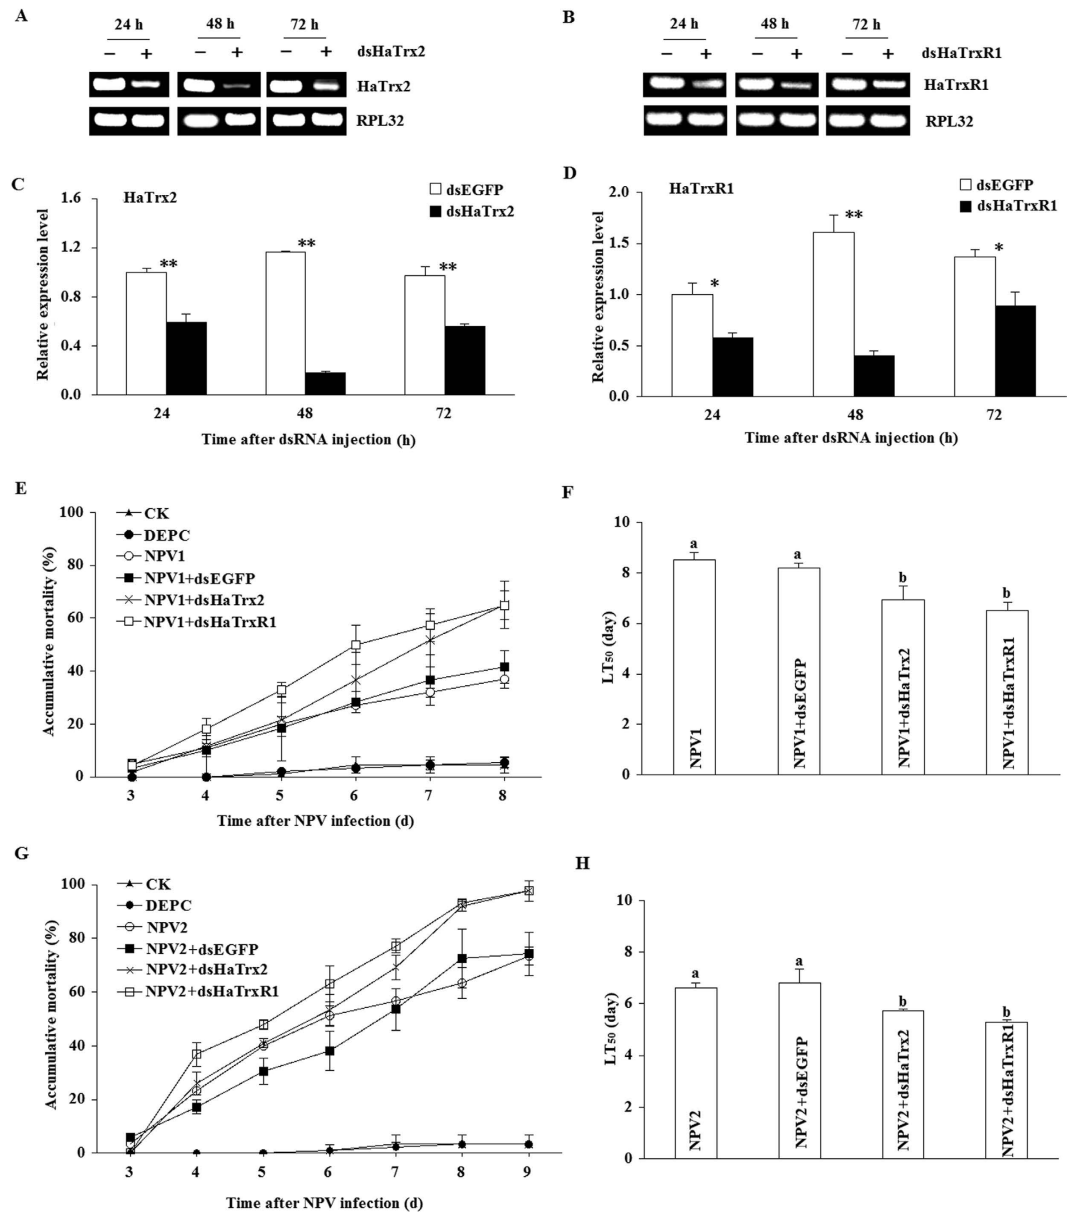 A
24 h 48 h 72 h
− + − + − + dsHaTrx2
HaTrx2
RPL32
B
24 h 48 h 72 h
− + − + − + dsHaTrxR1
HaTrxR1
RPL32
C
HaTrx2
dsEGFP
dsHaTrx2
Relative expression level
1.6
1.2
0.8
0.4
0.0
** ** **
24 48 72
Time after dsRNA injection (h)
D
HaTrxR1
dsEGFP
dsHaTrxR1
Relative expression level
2.0
1.5
1.0
0.5
0.0
* ** *
24 48 72
Time after dsRNA injection (h)
E
Accumulative mortality (%)
100
80
60
40
20
0
CK
DEPC
NPV1
NPV1+dsEGFP
NPV1+dsHaTrx2
NPV1+dsHaTrxR1
3 4 5 6 7 8
Time after NPV infection (d)
F
LT50 (day)
10
8
6
4
2
0
a a b b
NPV1
NPV1+dsEGFP
NPV1+dsHaTrx2
NPV1+dsHaTrxR1
G
Accumulative mortality (%)
100
80
60
40
20
0
CK
DEPC
NPV2
NPV2+dsEGFP
NPV2+dsHaTrx2
NPV2+dsHaTrxR1
3 4 5 6 7 8 9
Time after NPV infection (d)
H
LT50 (day)
10
8
6
4
2
0
a a b b
NPV2
NPV2+dsEGFP
NPV2+dsHaTrx2
NPV2+dsHaTrxR1